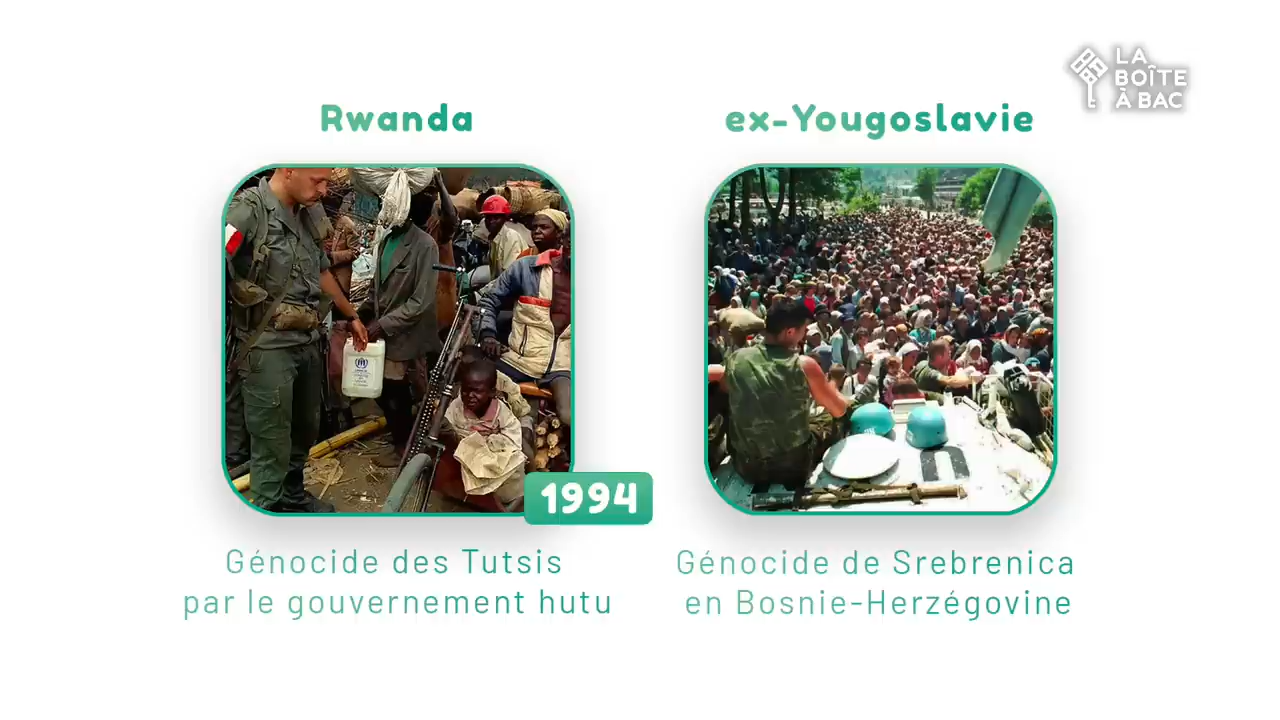 LA
BOÎTE
À BAC
Rwanda
ex-Yougoslavie
1994
Génocide des Tutsis
par le gouvernement hutu
Génocide de Srebrenica
en Bosnie-Herzégovine